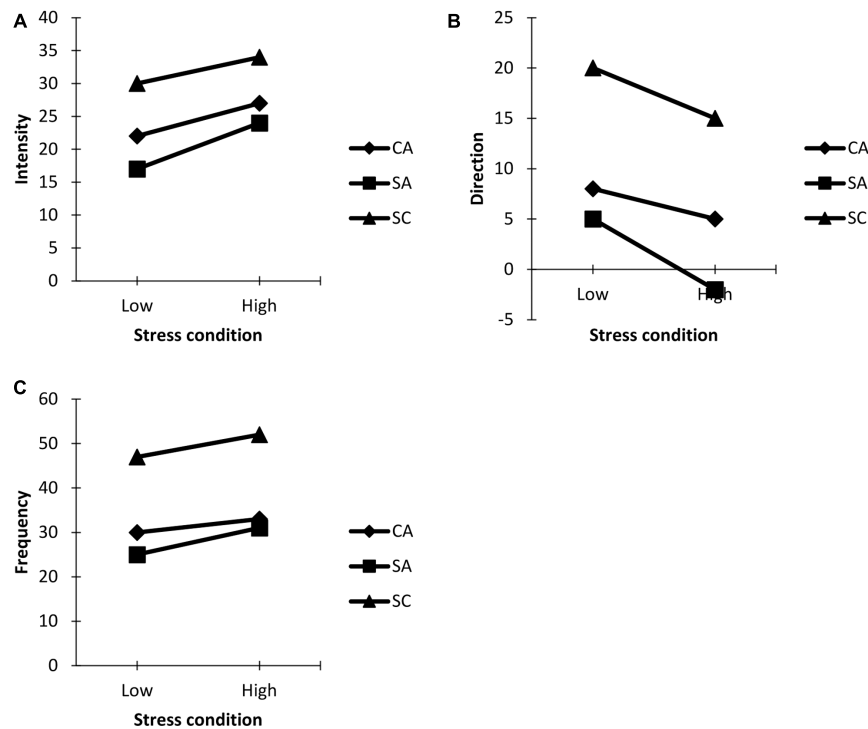 A
40
35
30
25
20
15
10
5
0
Intensity
Low High
Stress condition
CA
SA
SC
B
25
20
15
10
5
0
-5
Direction
Low High
Stress condition
CA
SA
SC
C
60
50
40
30
20
10
0
Frequency
Low High
Stress condition
CA
SA
SC